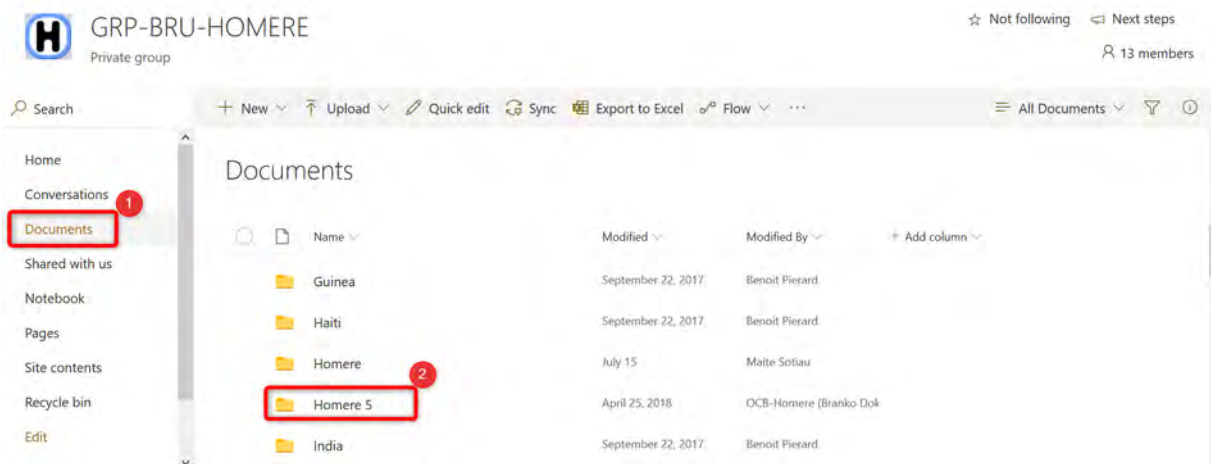 H
GRP-BRU-HOMERE
Private group
Not following
Next steps
13 members
Search
New
Upload
Quick edit
Sync
Export to Excel
Flow
...
All Documents
Home
Conversations
1
Documents
Shared with us
Notebook
Pages
Site contents
Recycle bin
Edit
Documents
Name
Modified
Modified By
+ Add column
Guinea
September 22, 2017
Benoit Pierard
Haiti
September 22, 2017
Benoit Pierard
Homere
July 15
Maite Sotiau
2
Homere 5
April 25, 2018
OCB-Homere (Branko Dok
India
September 22, 2017
Benoit Pierard